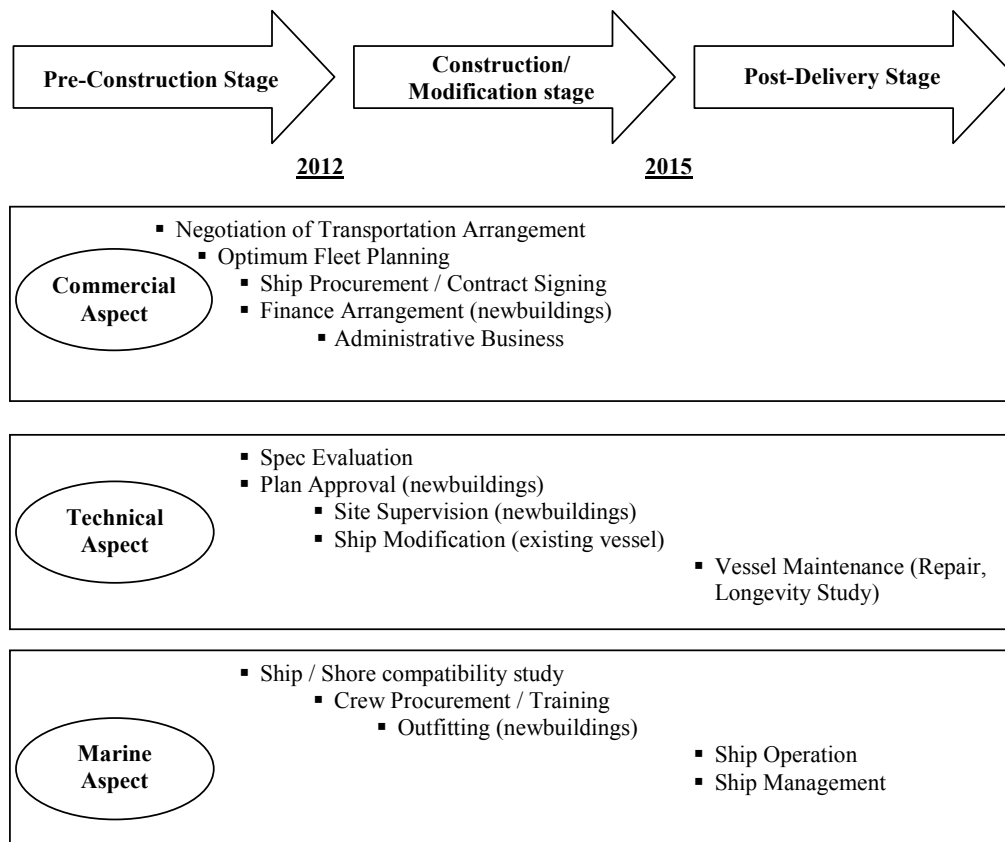 Pre-Construction Stage
Construction/
Modification stage
Post-Delivery Stage
2012
2015
Commercial
Aspect
▪ Negotiation of Transportation Arrangement
▪ Optimum Fleet Planning
▪ Ship Procurement / Contract Signing
▪ Finance Arrangement (newbuildings)
▪ Administrative Business
Technical
Aspect
▪ Spec Evaluation
▪ Plan Approval (newbuildings)
▪ Site Supervision (newbuildings)
▪ Ship Modification (existing vessel)
▪ Vessel Maintenance (Repair,
Longevity Study)
Marine
Aspect
▪ Ship / Shore compatibility study
▪ Crew Procurement / Training
▪ Outfitting (newbuildings)
▪ Ship Operation
▪ Ship Management